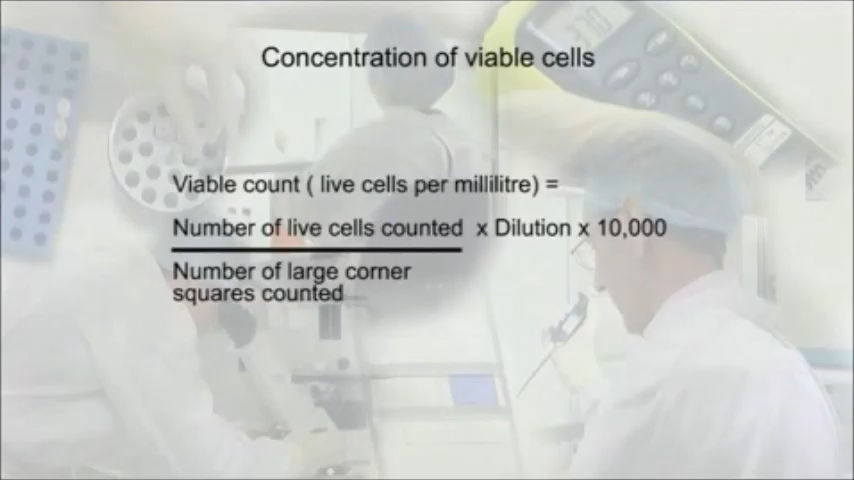 Concentration of viable cells
Viable count ( live cells per millilitre) =
Number of live cells counted x Dilution x 10,000
Number of large corner
squares counted